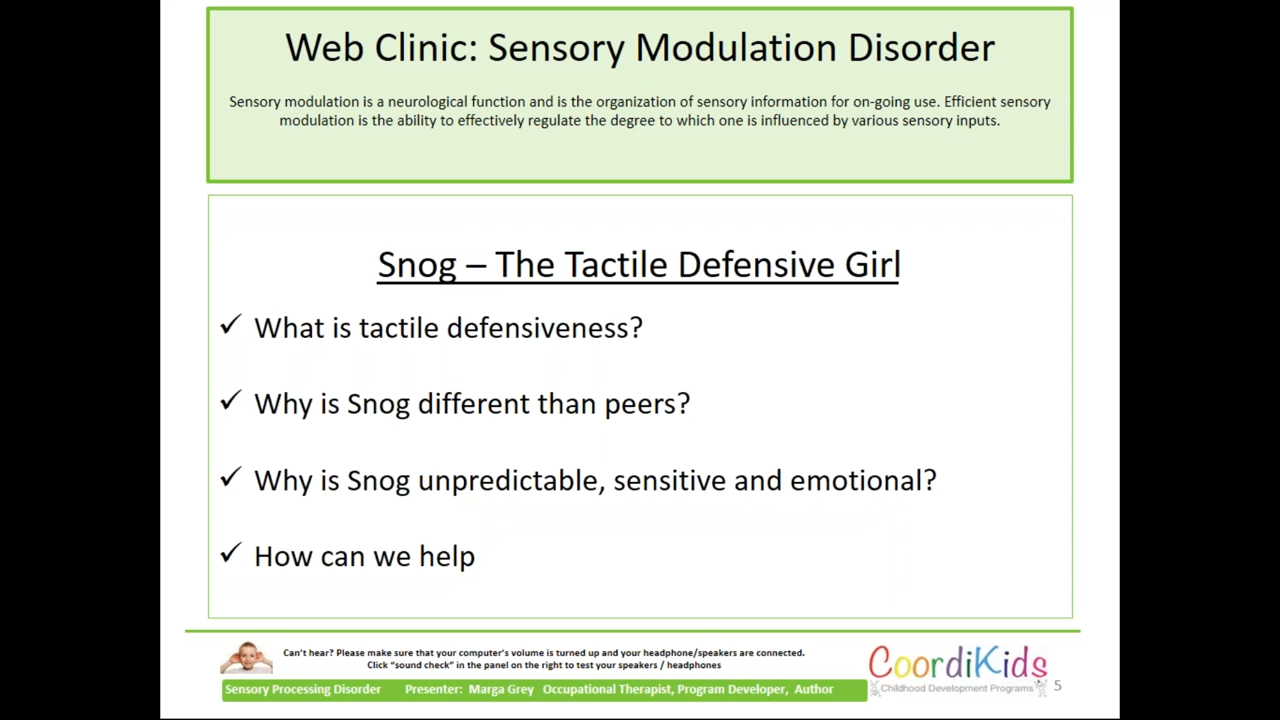 Web Clinic: Sensory Modulation Disorder
Sensory modulation is a neurological function and is the organization of sensory information for on-going use. Efficient sensory
modulation is the ability to effectively regulate the degree to which one is influenced by various sensory inputs.
Snog – The Tactile Defensive Girl
✓ What is tactile defensiveness?
✓ Why is Snog different than peers?
✓ Why is Snog unpredictable, sensitive and emotional?
✓ How can we help
Can't hear? Please make sure that your computer's volume is turned up and your headphone/speakers are connected.
Click "sound check" in the panel on the right to test your speakers / headphones
Sensory Processing Disorder Presenter: Marga Grey Occupational Therapist, Program Developer, Author
CoordiKids
Childhood Development Programs
5